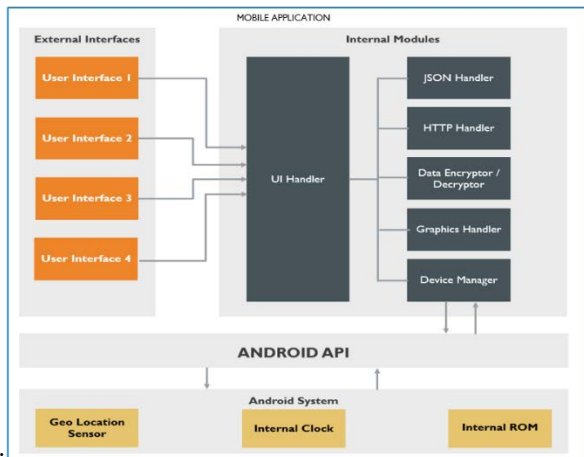 MOBILE APPLICATION
External Interfaces
User Interface 1
User Interface 2
User Interface 3
User Interface 4
Internal Modules
UI Handler
JSON Handler
HTTP Handler
Data Encryptor /
Decryptor
Graphics Handler
Device Manager
ANDROID API
Android System
Geo Location
Sensor
Internal Clock
Internal ROM